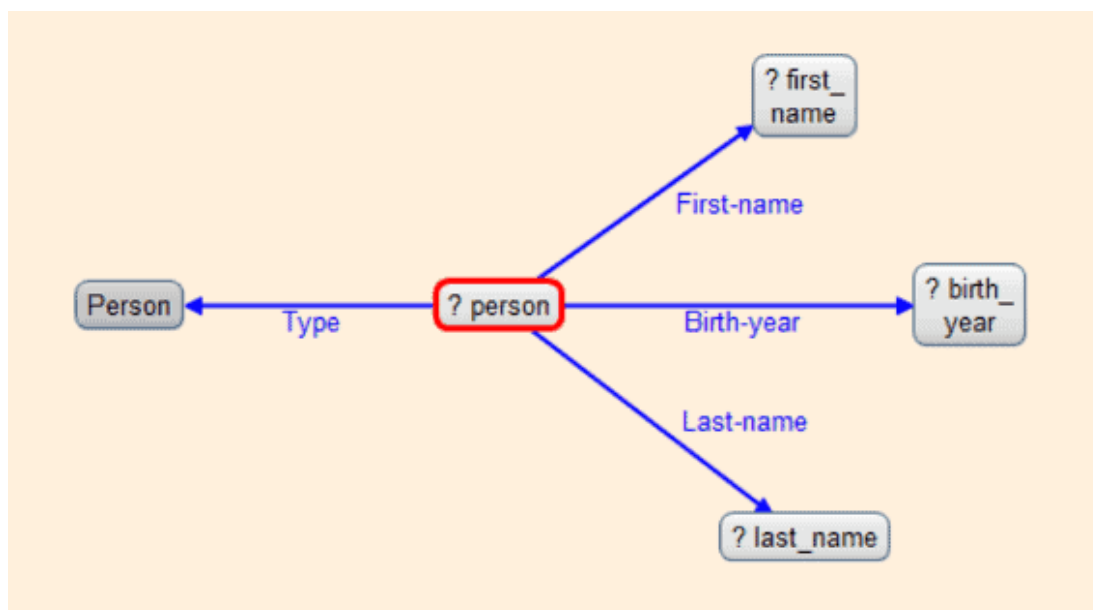 ? first_
name
First-name
Person
Type
? person
Birth-year
? birth_
year
Last-name
? last_name